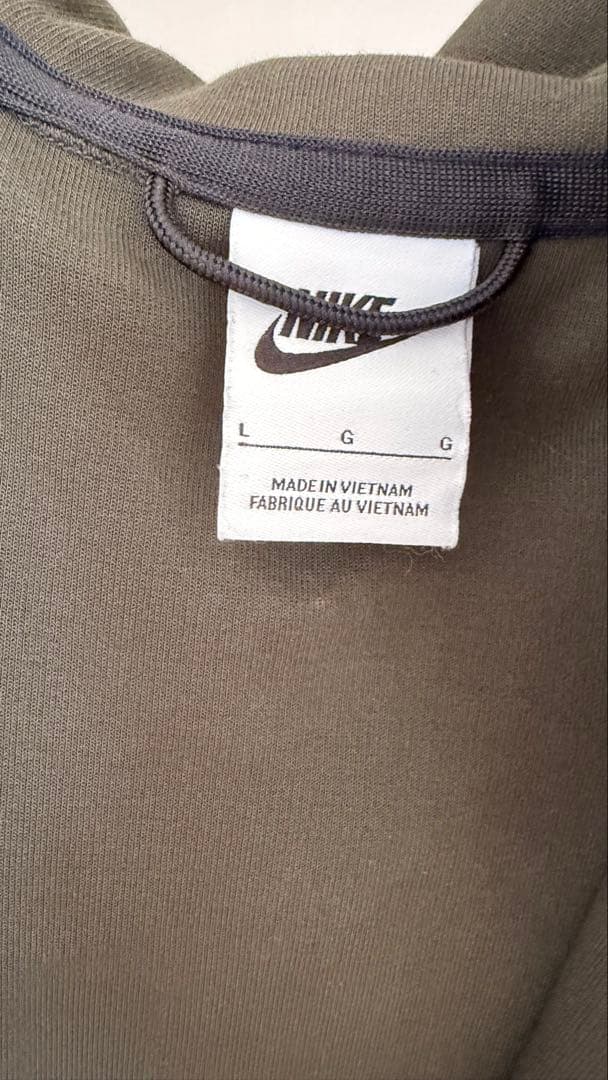 NIKE
L G G
MADE IN VIETNAM
FABRIQUE AU VIETNAM